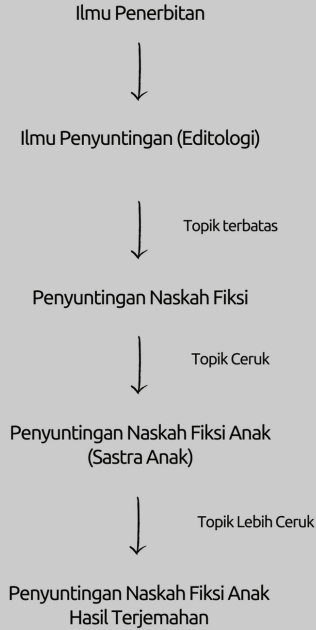 Ilmu Penerbitan
Ilmu Penyuntingan (Editologi)
Topik terbatas
Penyuntingan Naskah Fiksi
Topik Ceruk
Penyuntingan Naskah Fiksi Anak
(Sastra Anak)
Topik Lebih Ceruk
Penyuntingan Naskah Fiksi Anak
Hasil Terjemahan